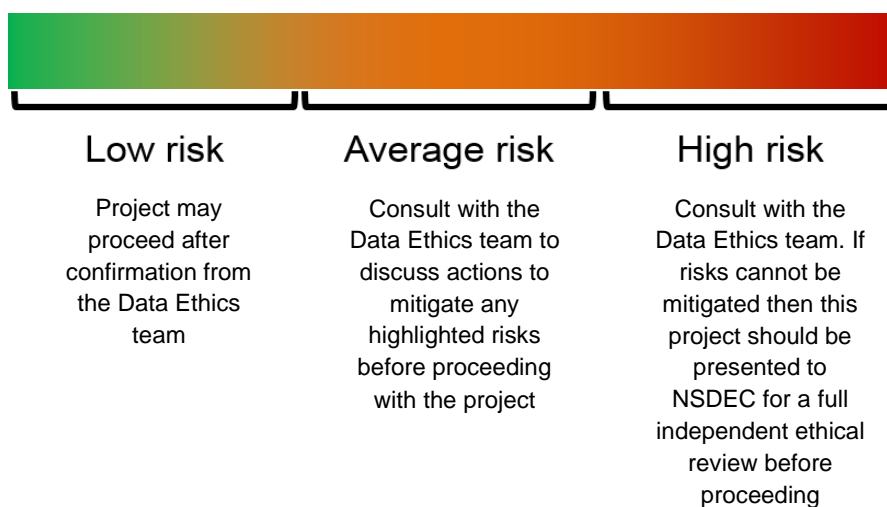 Low risk
Project may
proceed after
confirmation from
the Data Ethics
team
Average risk
Consult with the
Data Ethics team to
discuss actions to
mitigate any
highlighted risks
before proceeding
with the project
High risk
Consult with the
Data Ethics team. If
risks cannot be
mitigated then this
project should be
presented to
NSDEC for a full
independent ethical
review before
proceeding